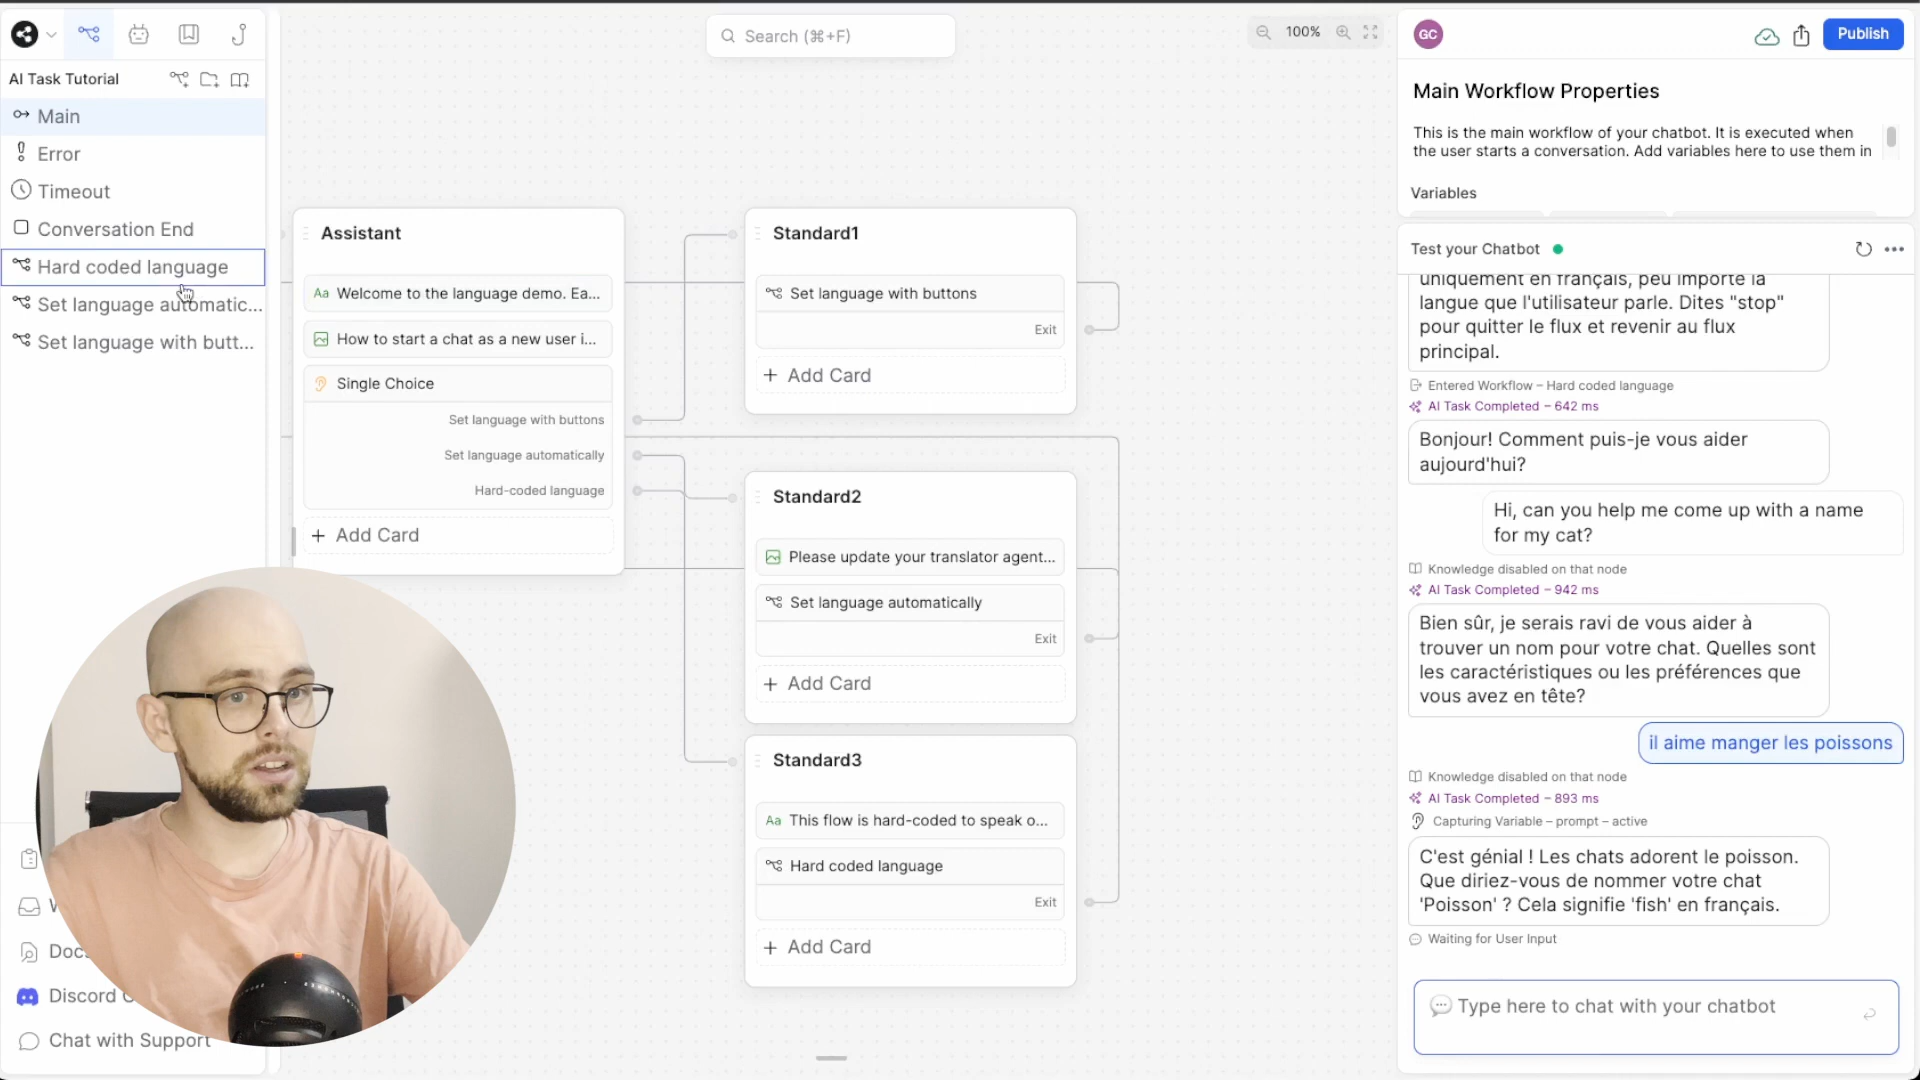 AI Task Tutorial
Main
Error
Timeout
Conversation End
Hard coded language
Set language automatic...
Set language with butt...
Discord
Chat with Support
Search (⌘+F)
100%
Assistant
Aa Welcome to the language demo. Ea...
How to start a chat as a new user i...
Single Choice
Set language with buttons
Set language automatically
Hard-coded language
+ Add Card
Standard1
Set language with buttons
Exit
+ Add Card
Standard2
Please update your translator agent...
Set language automatically
Exit
+ Add Card
Standard3
Aa This flow is hard-coded to speak o...
Hard coded language
Exit
+ Add Card
GC
Publish
Main Workflow Properties
This is the main workflow of your chatbot. It is executed when
the user starts a conversation. Add variables here to use them in
Variables
Test your Chatbot
uniquement en français, peu importe la
langue que l'utilisateur parle. Dites "stop"
pour quitter le flux et revenir au flux
principal.
Entered Workflow – Hard coded language
AI Task Completed – 642 ms
Bonjour! Comment puis-je vous aider
aujourd'hui?
Hi, can you help me come up with a name
for my cat?
Knowledge disabled on that node
AI Task Completed – 942 ms
Bien sûr, je serais ravi de vous aider à
trouver un nom pour votre chat. Quelles sont
les caractéristiques ou les préférences que
vous avez en tête?
il aime manger les poissons
Knowledge disabled on that node
AI Task Completed – 893 ms
Capturing Variable – prompt – active
C'est génial ! Les chats adorent le poisson.
Que diriez-vous de nommer votre chat
'Poisson' ? Cela signifie 'fish' en français.
Waiting for User Input
Type here to chat with your chatbot